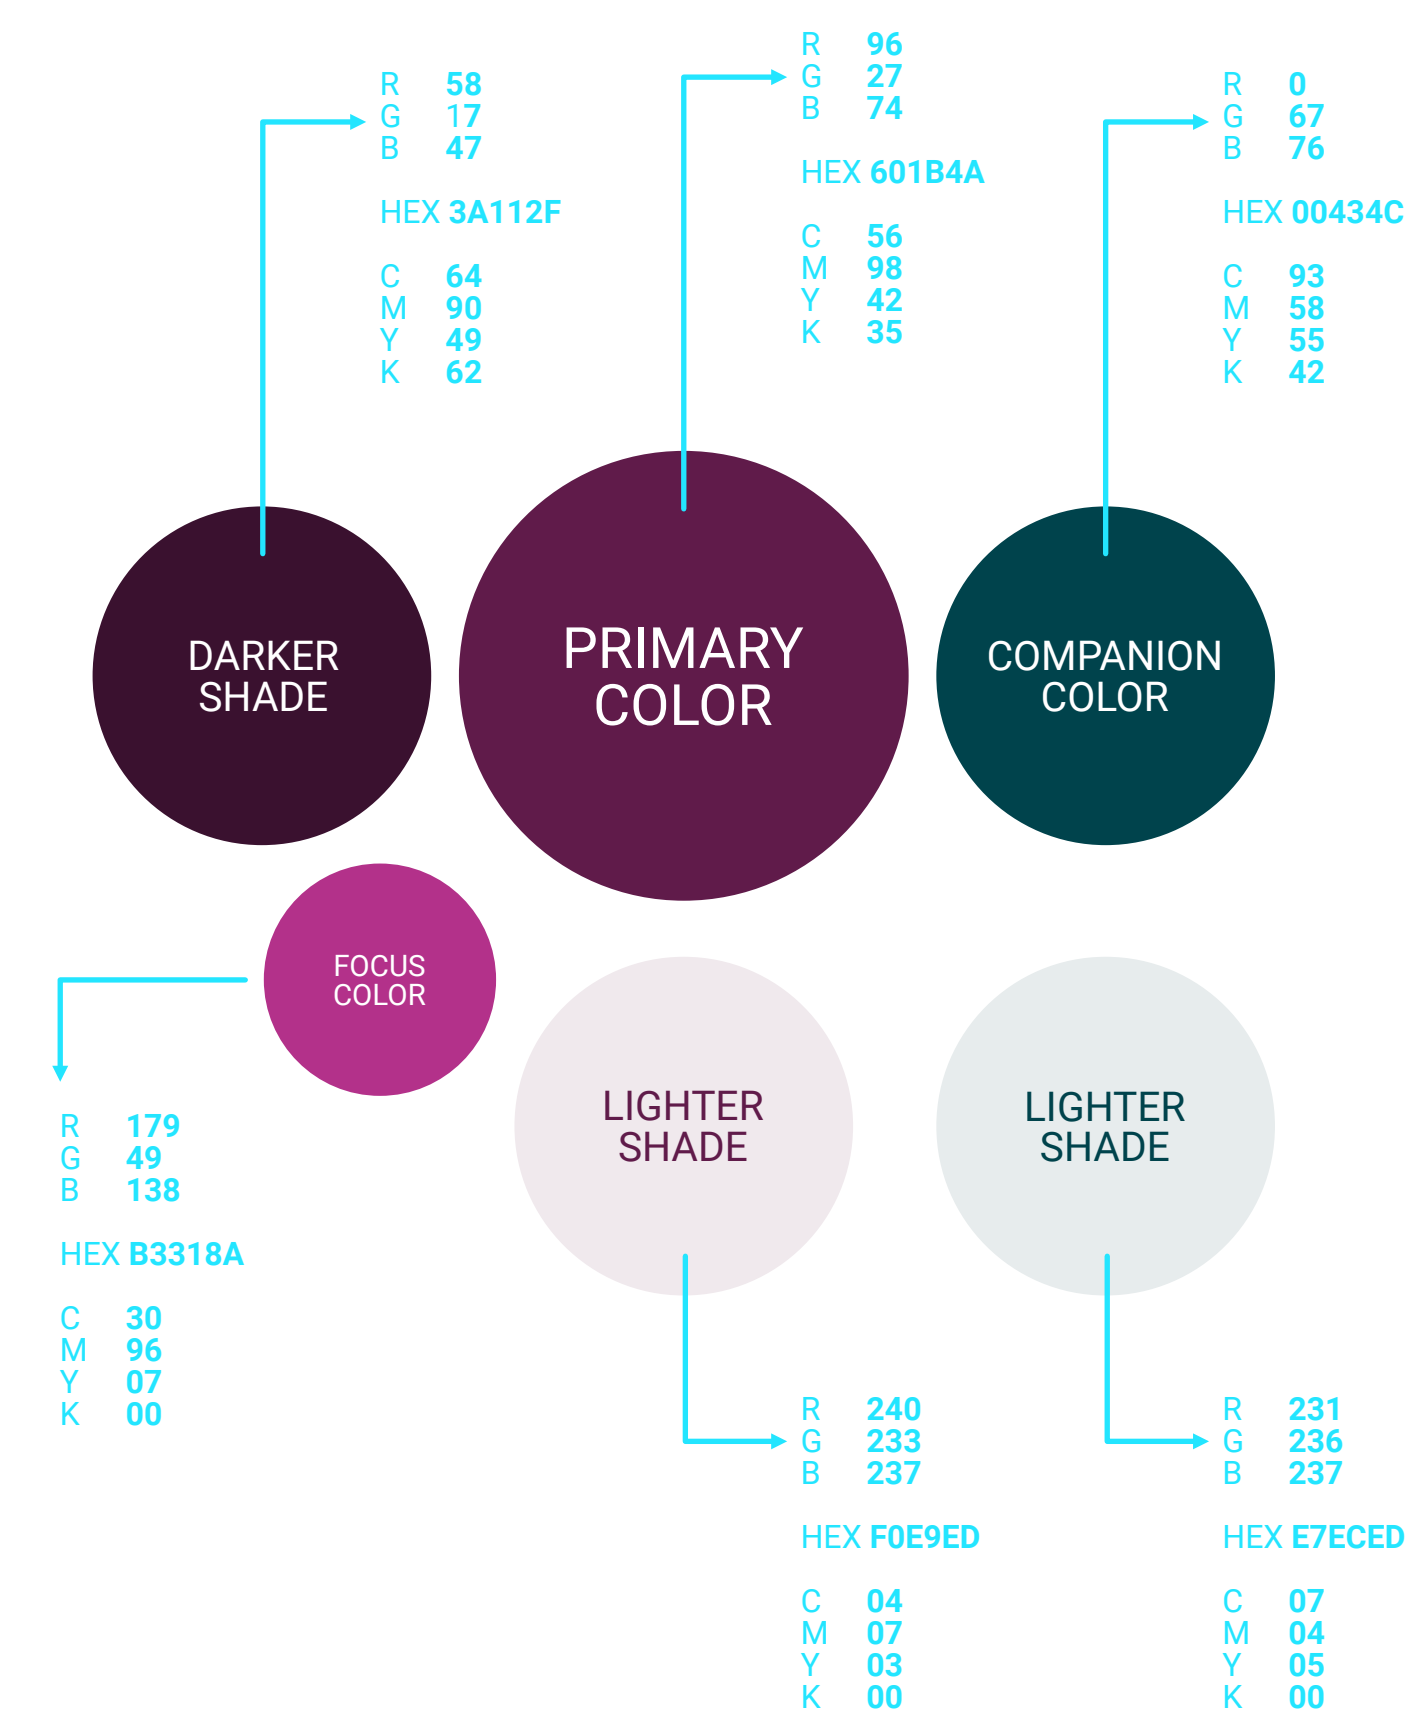 R 58
G 17
B 47
HEX 3A112F
C 64
M 90
Y 49
K 62
R 96
G 27
B 74
HEX 601B4A
C 56
M 98
Y 42
K 35
R 0
G 67
B 76
HEX 00434C
C 93
M 58
Y 55
K 42
DARKER
SHADE
PRIMARY
COLOR
COMPANION
COLOR
FOCUS
COLOR
LIGHTER
SHADE
LIGHTER
SHADE
R 179
G 49
B 138
HEX B3318A
C 30
M 96
Y 07
K 00
R 240
G 233
B 237
HEX F0E9ED
C 04
M 07
Y 03
K 00
R 231
G 236
B 237
HEX E7ECED
C 07
M 04
Y 05
K 00